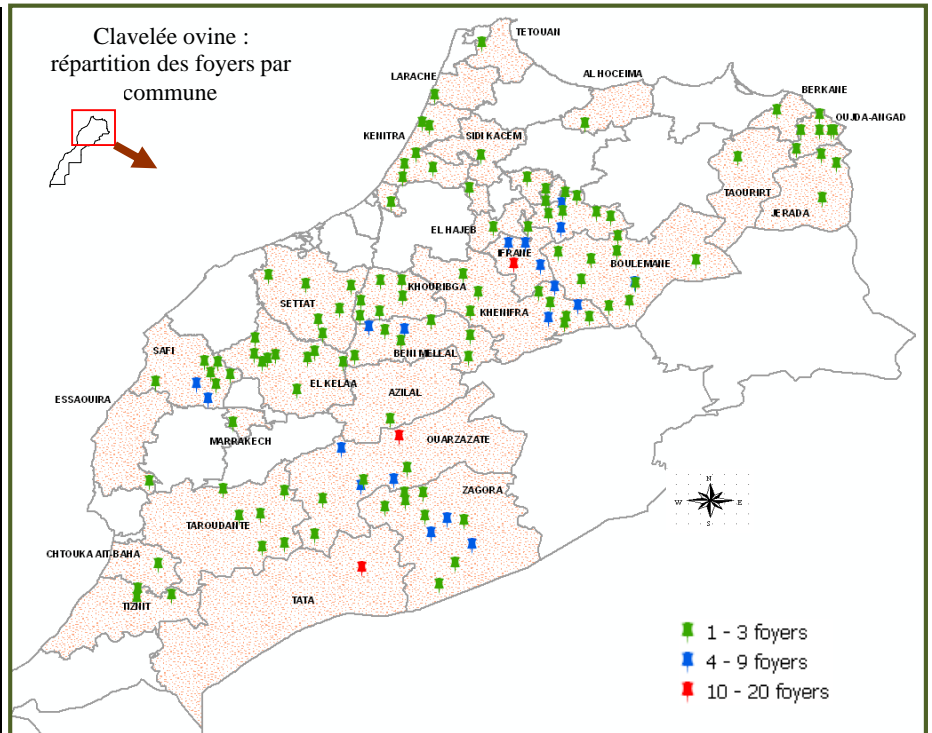 Clavelée ovine :
répartition des foyers par
commune
TETOUAN
LARACHE
AL HOCEIMA
BERKANE
OUJDA-ANGAD
KENITRA
SIDI KACEM
TAOURIRT
JERADA
EL HAJEB
IFRANE
BOULEMANE
KHOURIBGA
SETTAT
KHENIFRA
SAFI
BENI MELLAL
EL KELAA
AZILAL
ESSAOUIRA
MARRAKECH
OUARZAZATE
ZAGORA
N
W
E
S
TAROUDANTE
CHTOUKA AIT-BAHA
TIZNIT
TATA
1 - 3 foyers
4 - 9 foyers
10 - 20 foyers